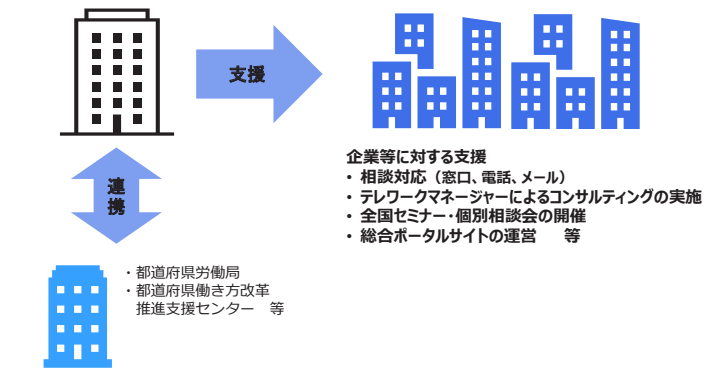 支援
企業等に対する支援
• 相談対応（窓口、電話、メール）
• テレワークマネージャーによるコンサルティングの実施
• 全国セミナー・個別相談会の開催
• 総合ポータルサイトの運営　等
連
携
・都道府県労働局
・都道府県働き方改革
推進支援センター　等